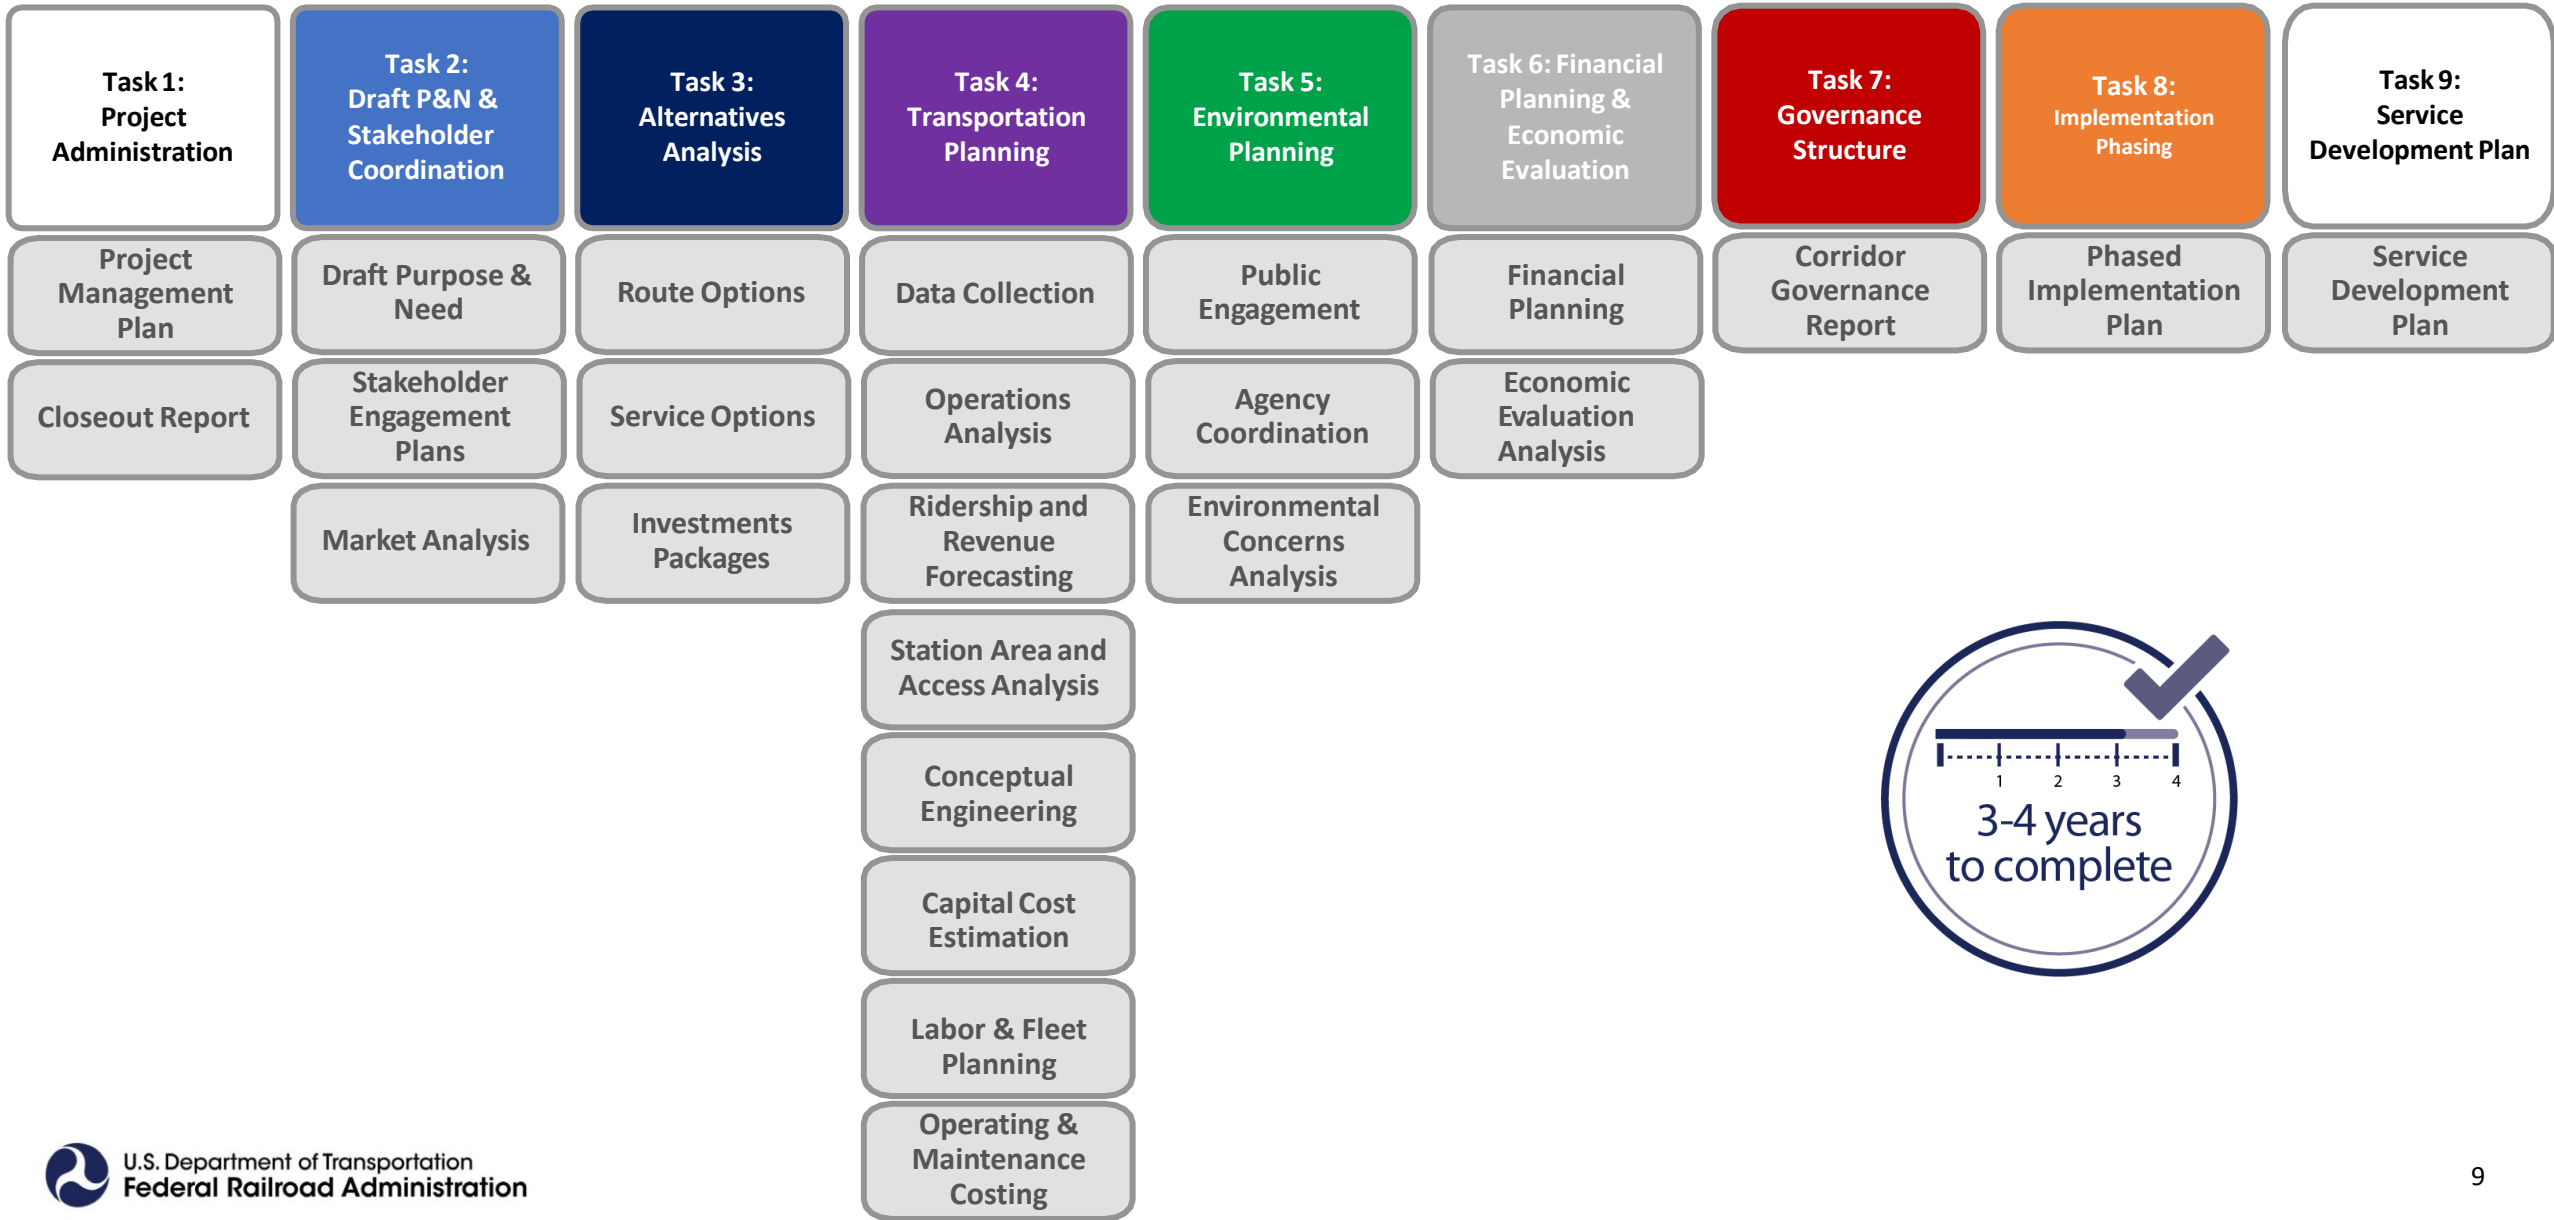 Task 1:
Project
Administration
Task 2:
Draft P&N &
Stakeholder
Coordination
Task 3:
Alternatives
Analysis
Task 4:
Transportation
Planning
Task 5:
Environmental
Planning
Task 6: Financial
Planning &
Economic
Evaluation
Task 7:
Governance
Structure
Task 8:
Implementation
Phasing
Task 9:
Service
Development Plan
Project
Management
Plan
Draft Purpose &
Need
Route Options
Data Collection
Public
Engagement
Financial
Planning
Corridor
Governance
Report
Phased
Implementation
Plan
Service
Development
Plan
Closeout Report
Stakeholder
Engagement
Plans
Service Options
Operations
Analysis
Agency
Coordination
Economic
Evaluation
Analysis
Market Analysis
Investments
Packages
Ridership and
Revenue
Forecasting
Environmental
Concerns
Analysis
Station Area and
Access Analysis
Conceptual
Engineering
Capital Cost
Estimation
Labor & Fleet
Planning
Operating &
Maintenance
Costing
1 2 3 4
3-4 years
to complete
U.S. Department of Transportation
Federal Railroad Administration
9